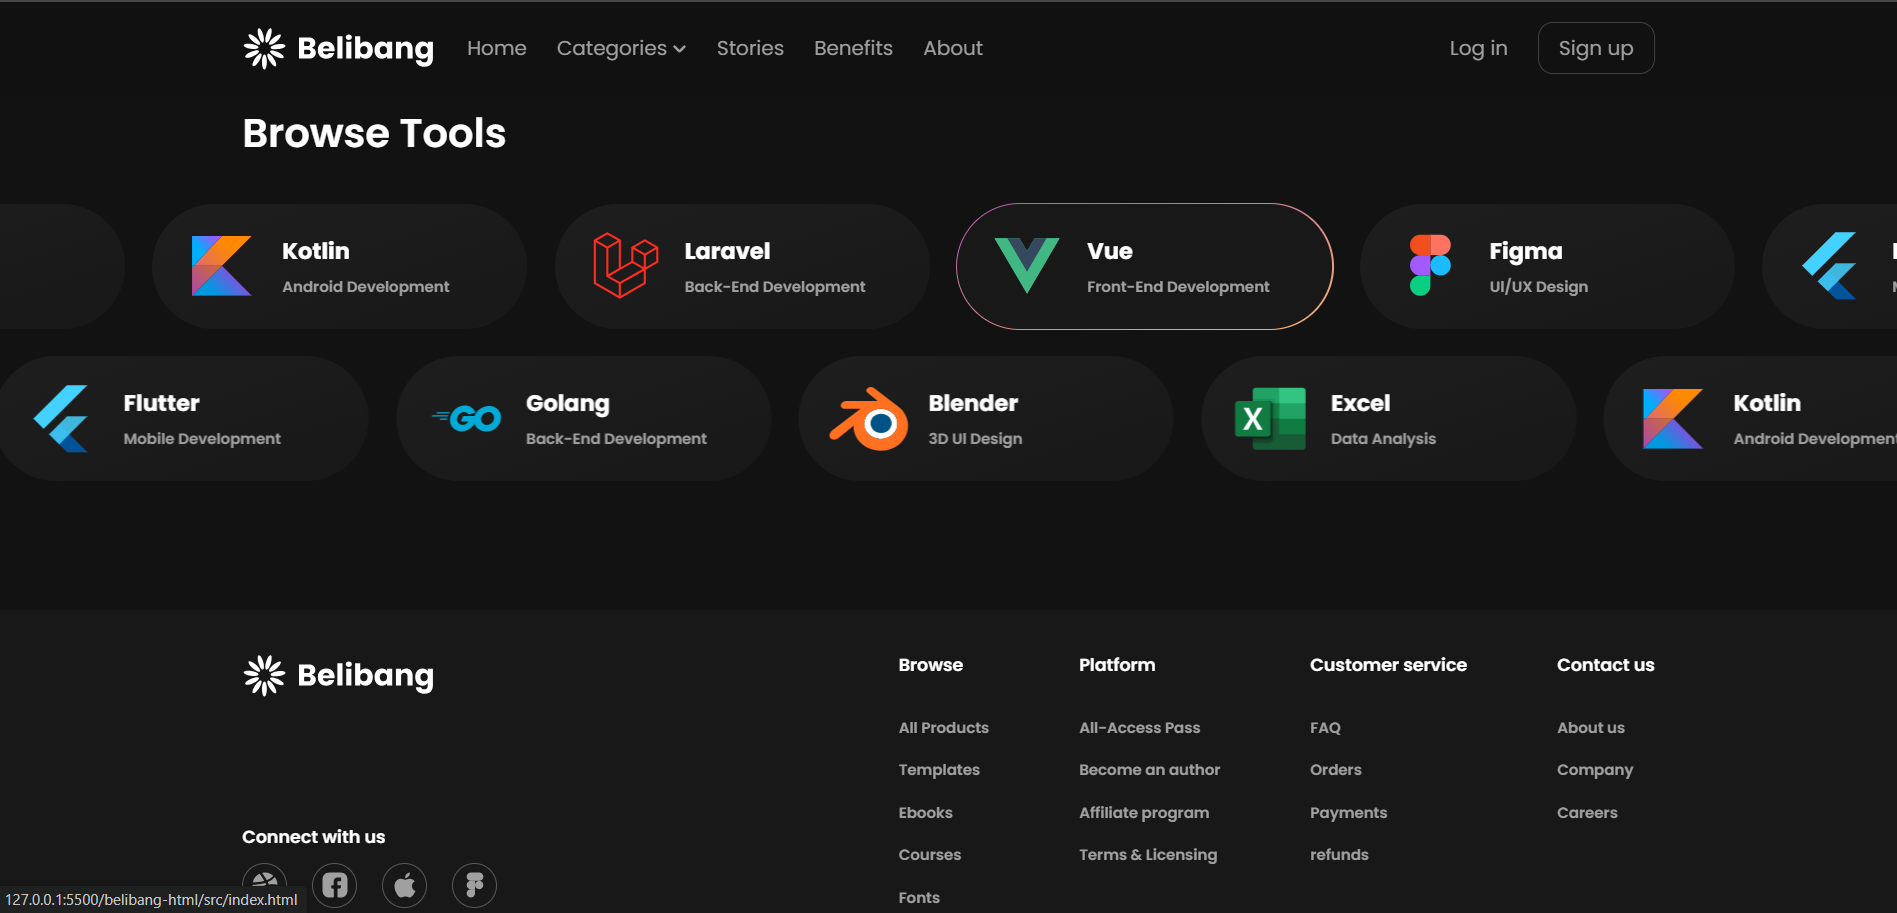 Belibang Home Categories Stories Benefits About Log in Sign up
Browse Tools
Kotlin
Android Development
Laravel
Back-End Development
Vue
Front-End Development
Figma
UI/UX Design
Flutter
Mobile Development
GO
Golang
Back-End Development
Blender
3D UI Design
X
Excel
Data Analysis
Kotlin
Android Development
Belibang
Connect with us
Browse
All Products
Templates
Ebooks
Courses
Fonts
Platform
All-Access Pass
Become an author
Affiliate program
Terms & Licensing
Customer service
FAQ
Orders
Payments
refunds
Contact us
About us
Company
Careers
127.0.0.1:5500/belibang-html/src/index.html